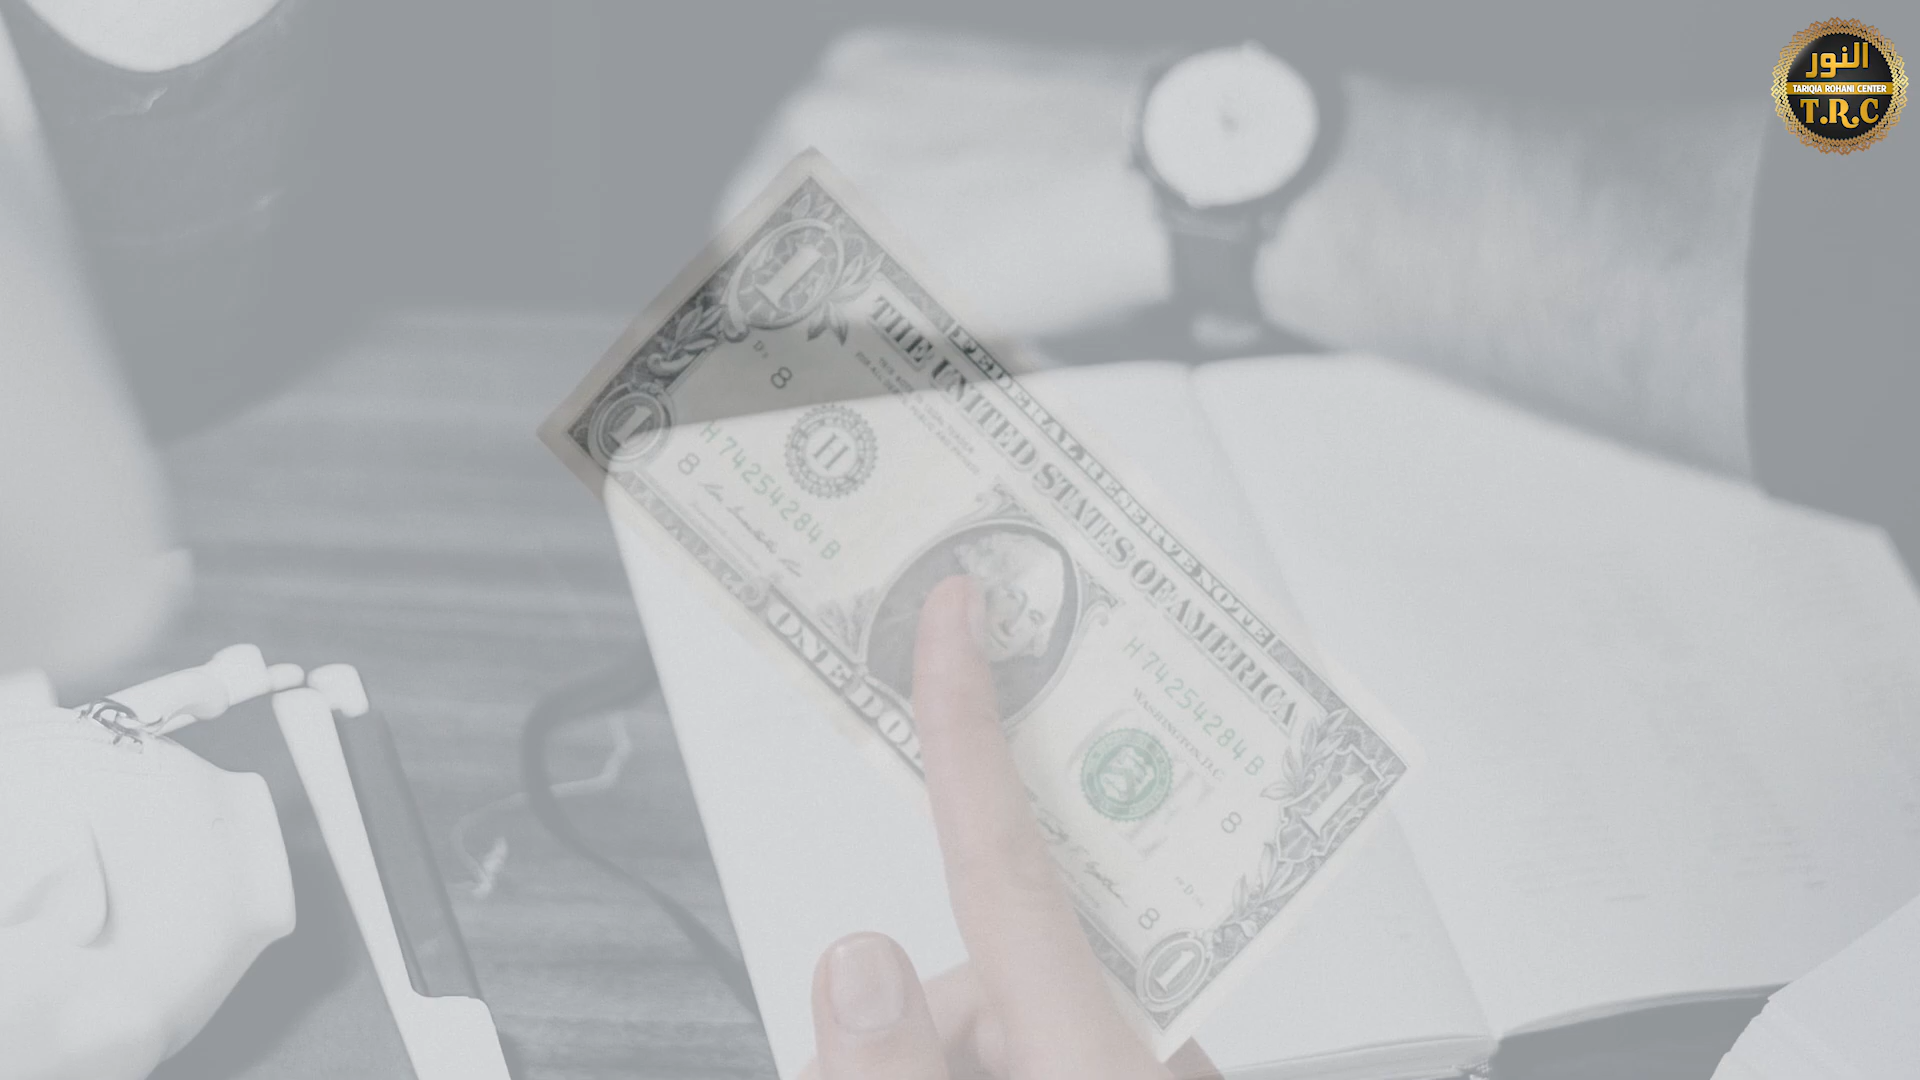 النور
TARIQIA ROHANI CENTER
T.R.C
FEDERAL RESERVE NOTE
THE UNITED STATES OF AMERICA
1
1
8
H
H 74254284 B
8
WASHINGTON, D.C.
H 74254284 B
8
8
ONE DOL
1
1